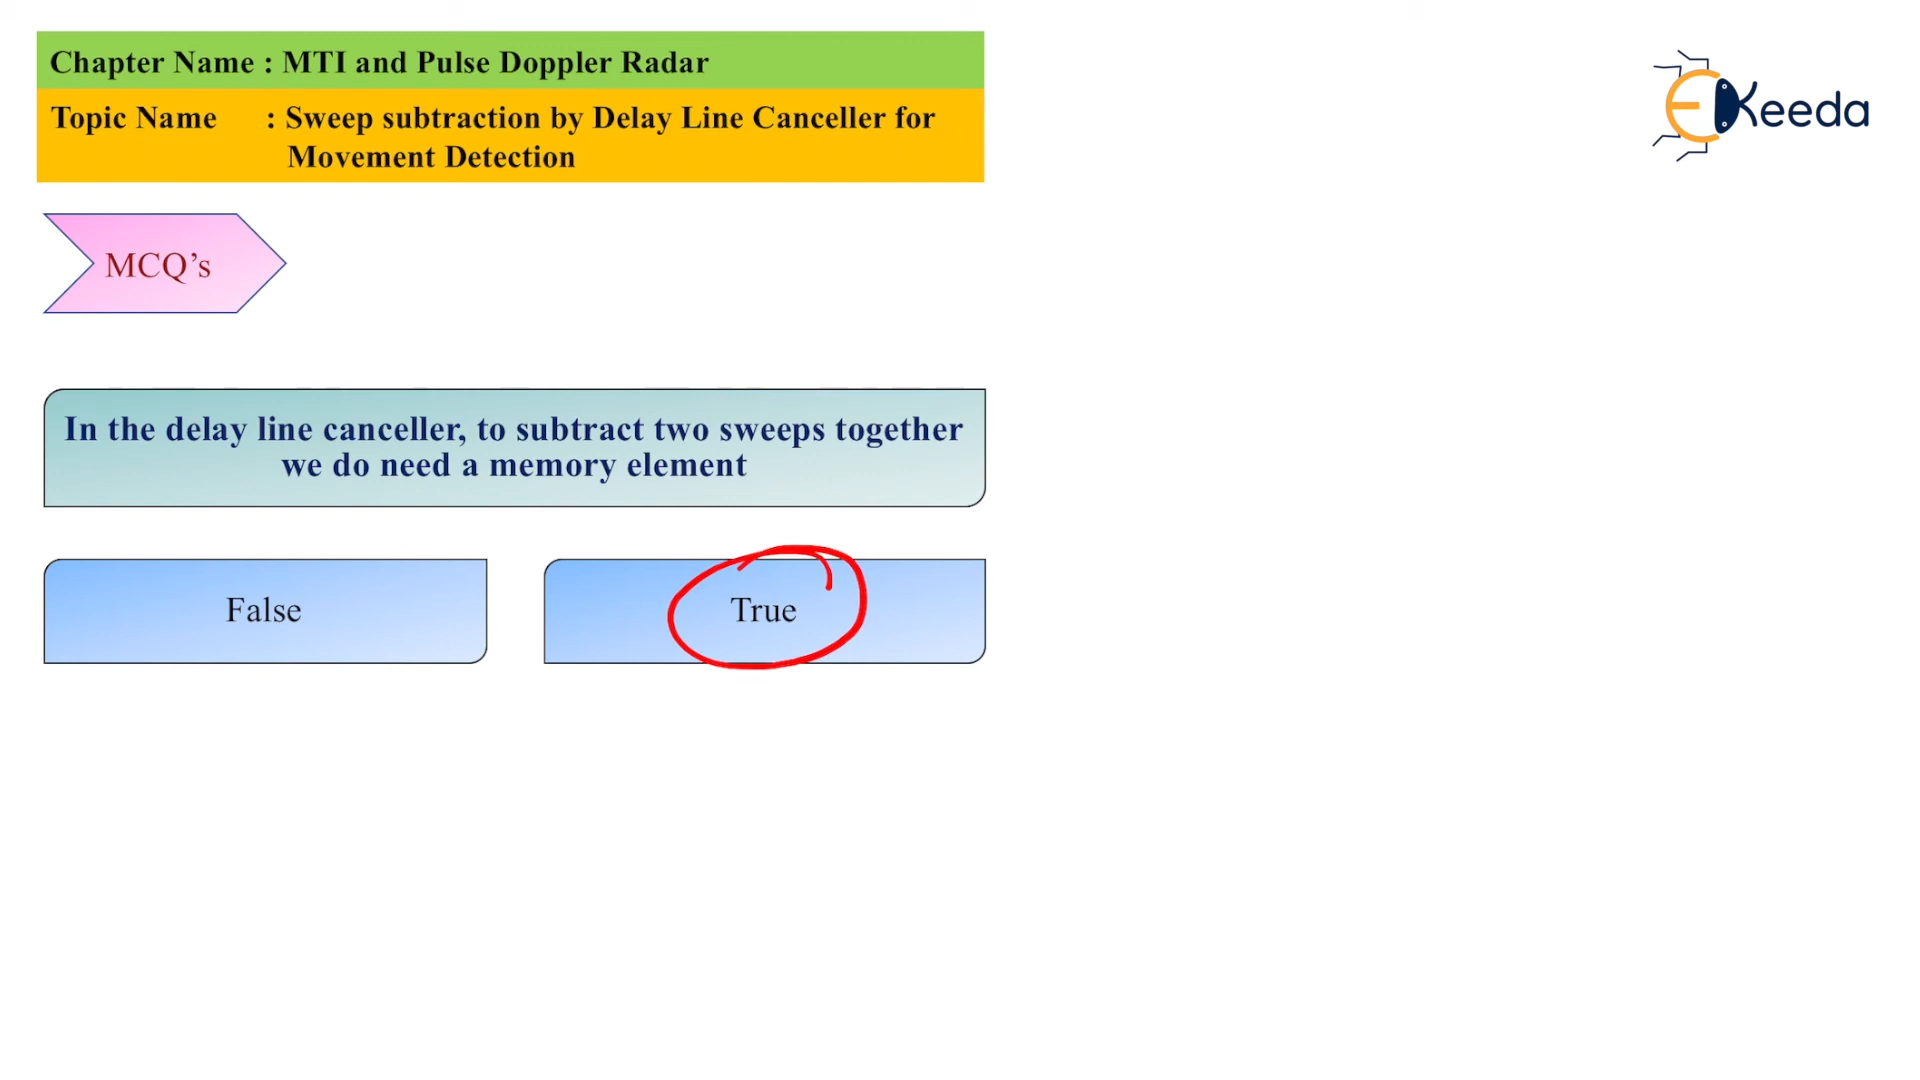 Chapter Name : MTI and Pulse Doppler Radar
Topic Name : Sweep subtraction by Delay Line Canceller for
Movement Detection
EKeeda
MCQ’s
In the delay line canceller, to subtract two sweeps together
we do need a memory element
False
True